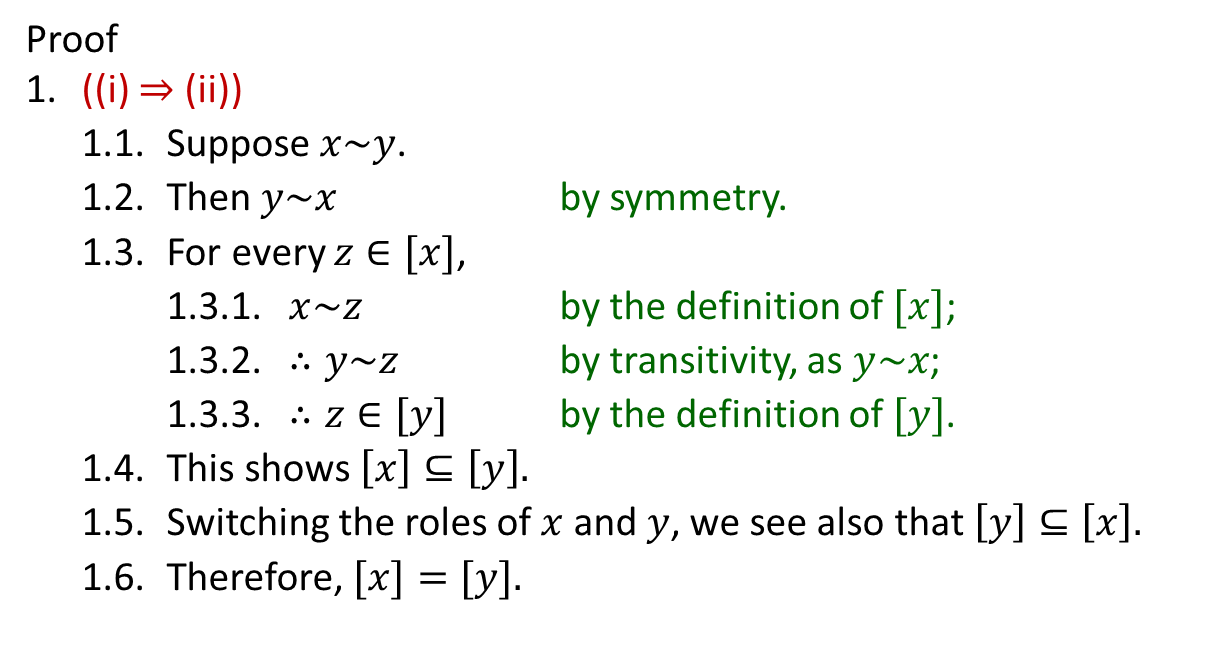 Proof
1. ((i) ⇒ (ii))
1.1. Suppose 𝑥~𝑦.
1.2. Then 𝑦~𝑥 by symmetry.
1.3. For every 𝑧 ∈ [𝑥],
1.3.1. 𝑥~𝑧 by the definition of [𝑥];
1.3.2. ∴ 𝑦~𝑧 by transitivity, as 𝑦~𝑥;
1.3.3. ∴ 𝑧 ∈ [𝑦] by the definition of [𝑦].
1.4. This shows [𝑥] ⊆ [𝑦].
1.5. Switching the roles of 𝑥 and 𝑦, we see also that [𝑦] ⊆ [𝑥].
1.6. Therefore, [𝑥] = [𝑦].